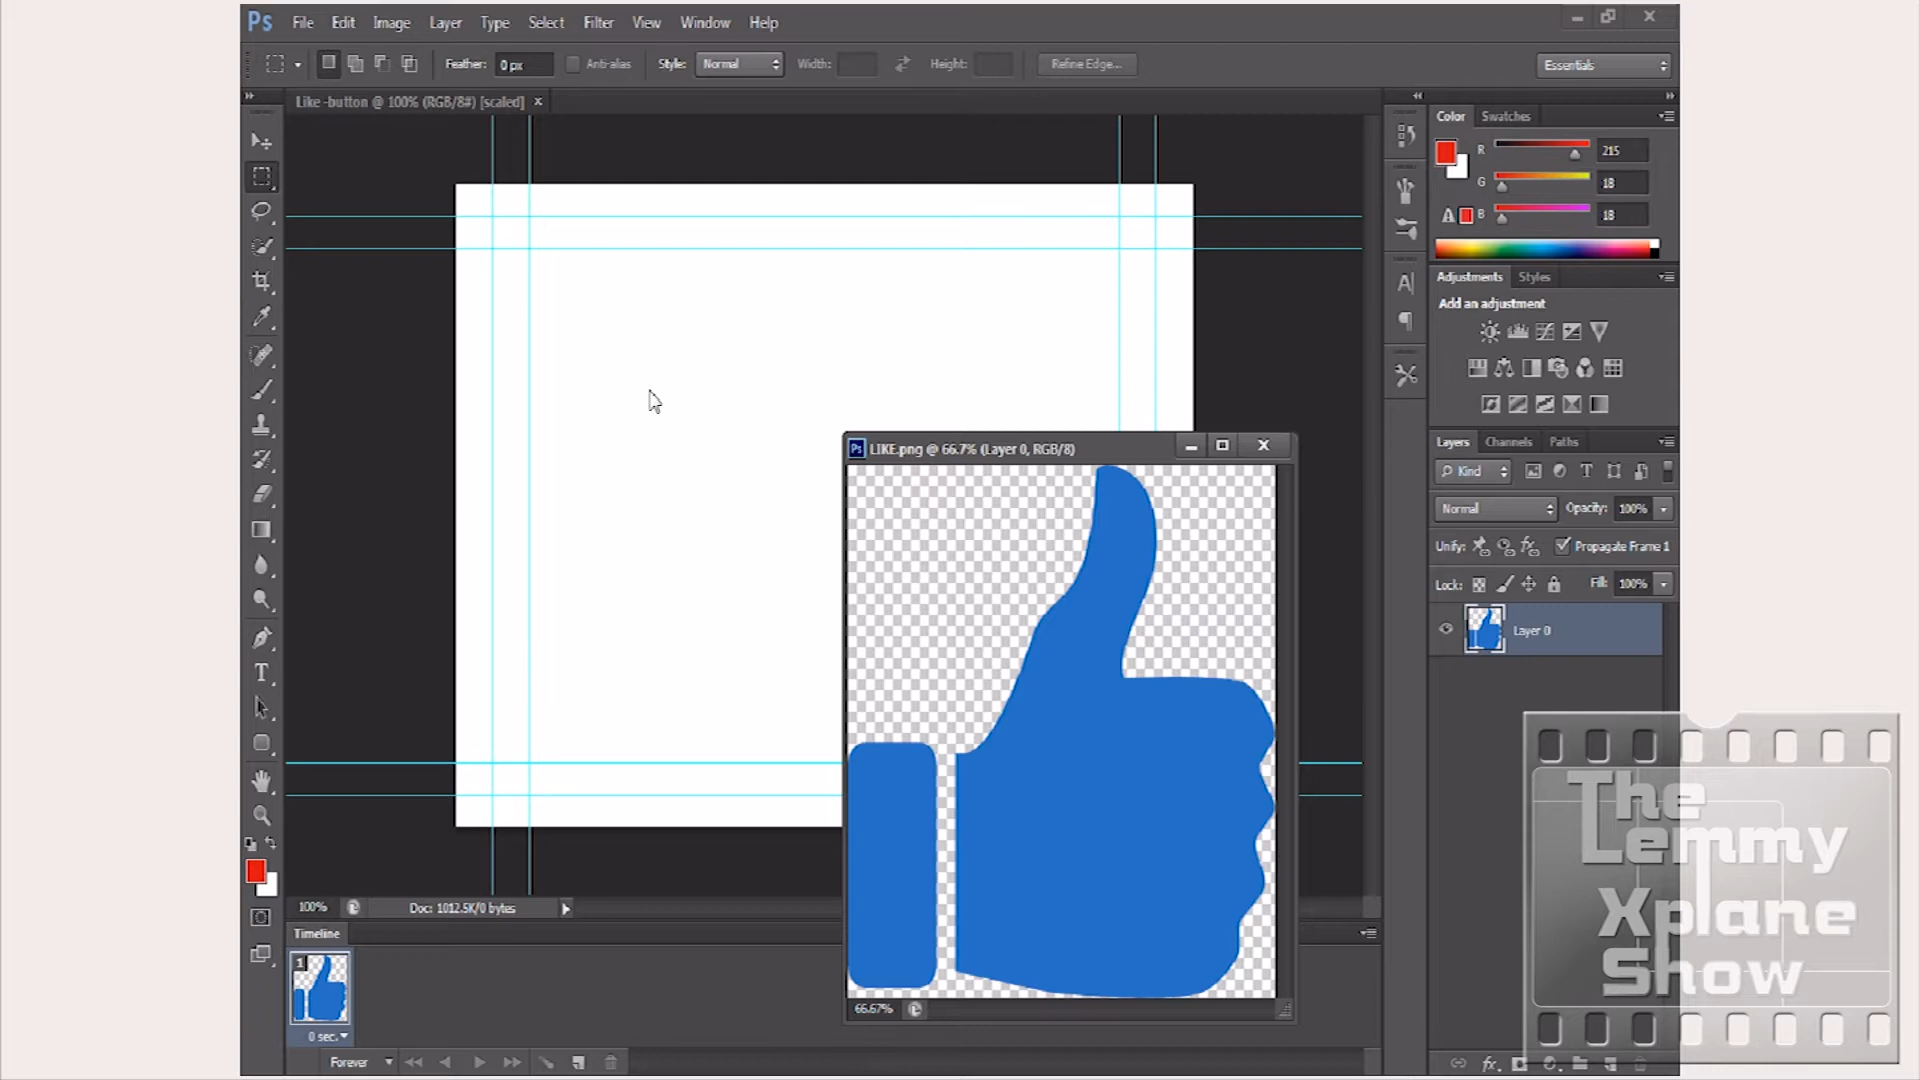 Ps File Edit Image Layer Type Select Filter View Window Help
Feather: 0 px Anti-alias Style: Normal Width: Height: Refine Edge... Essentials
Like -button @ 100% (RGB/8#) [scaled] x
Color Swatches
R 215
G 18
B 18
Adjustments Styles
Add an adjustment
Layers Channels Paths
Kind
Normal Opacity: 100%
Unify: Propagate Frame 1
Lock: Fill: 100%
Layer 0
Ps LIKE.png @ 66.7% (Layer 0, RGB/8)
66.67%
100% Doc: 1012.5K/0 bytes
Timeline
1
0 sec.
Forever
The
Lemmy
Xplane
Show